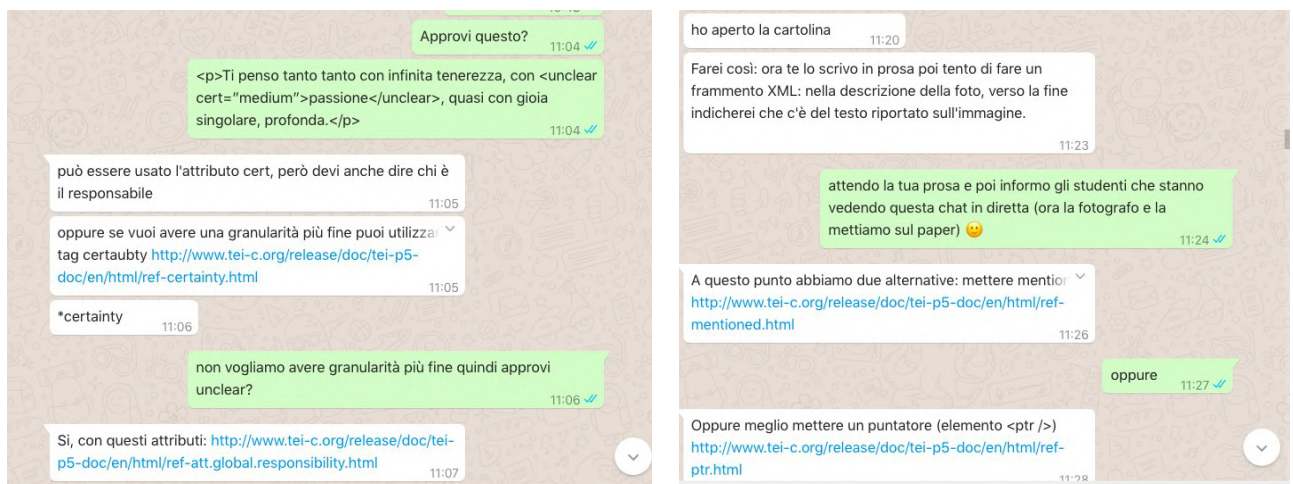 Approvi questo?
11:04
<p>Ti penso tanto tanto con infinita tenerezza, con <unclear
cert="medium">passione</unclear>, quasi con gioia
singolare, profonda.</p>
11:04
può essere usato l'attributo cert, però devi anche dire chi è
il responsabile
11:05
oppure se vuoi avere una granularità più fine puoi utilizza
tag certaubty http://www.tei-c.org/release/doc/tei-p5-
doc/en/html/ref-certainty.html
11:05
*certainty
11:06
non vogliamo avere granularità più fine quindi approvi
unclear?
11:06
Si, con questi attributi: http://www.tei-c.org/release/doc/tei-
p5-doc/en/html/ref-att.global.responsibility.html
11:07
ho aperto la cartolina
11:20
Farei così: ora te lo scrivo in prosa poi tento di fare un
frammento XML: nella descrizione della foto, verso la fine
indicherei che c'è del testo riportato sull'immagine.
11:23
attendo la tua prosa e poi informo gli studenti che stanno
vedendo questa chat in diretta (ora la fotografo e la
mettiamo sul paper) 🙂
11:24
A questo punto abbiamo due alternative: mettere mentior
http://www.tei-c.org/release/doc/tei-p5-doc/en/html/ref-
mentioned.html
11:26
oppure
11:27
Oppure meglio mettere un puntatore (elemento <ptr />)
http://www.tei-c.org/release/doc/tei-p5-doc/en/html/ref-
ptr.html
11:28